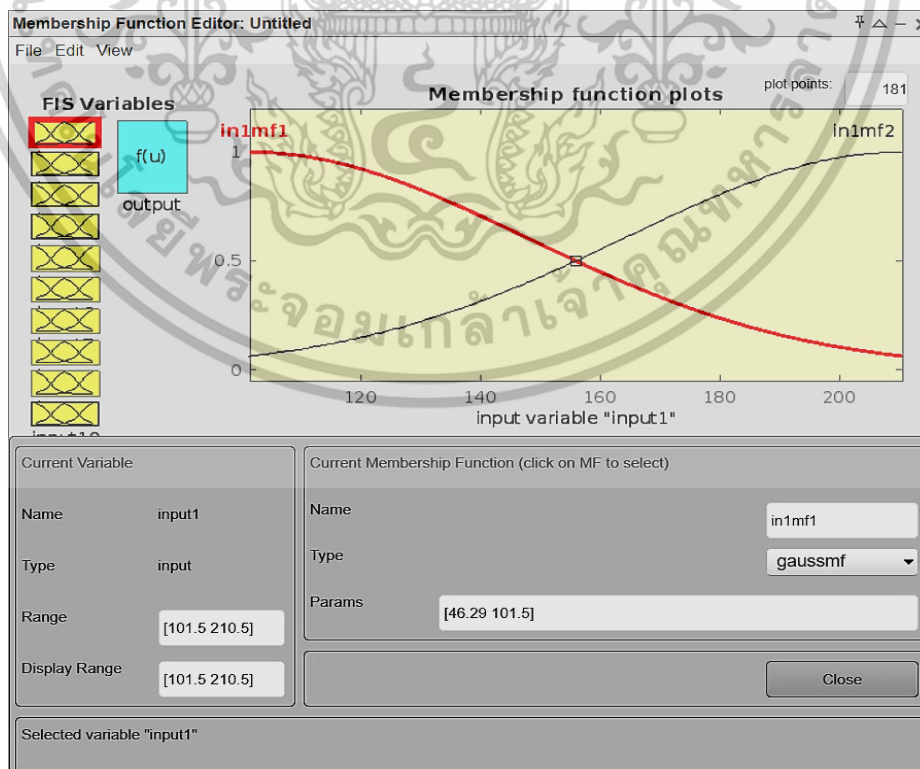 Membership Function Editor: Untitled
File Edit View
FIS Variables
f(u)
output
Membership function plots
plot points:
181
in1mf1
in1mf2
1
0.5
0
120
140
160
180
200
input variable "input1"
Current Variable
Name
input1
Type
input
Range
[101.5 210.5]
Display Range
[101.5 210.5]
Current Membership Function (click on MF to select)
Name
in1mf1
Type
gaussmf
Params
[46.29 101.5]
Close
Selected variable "input1"